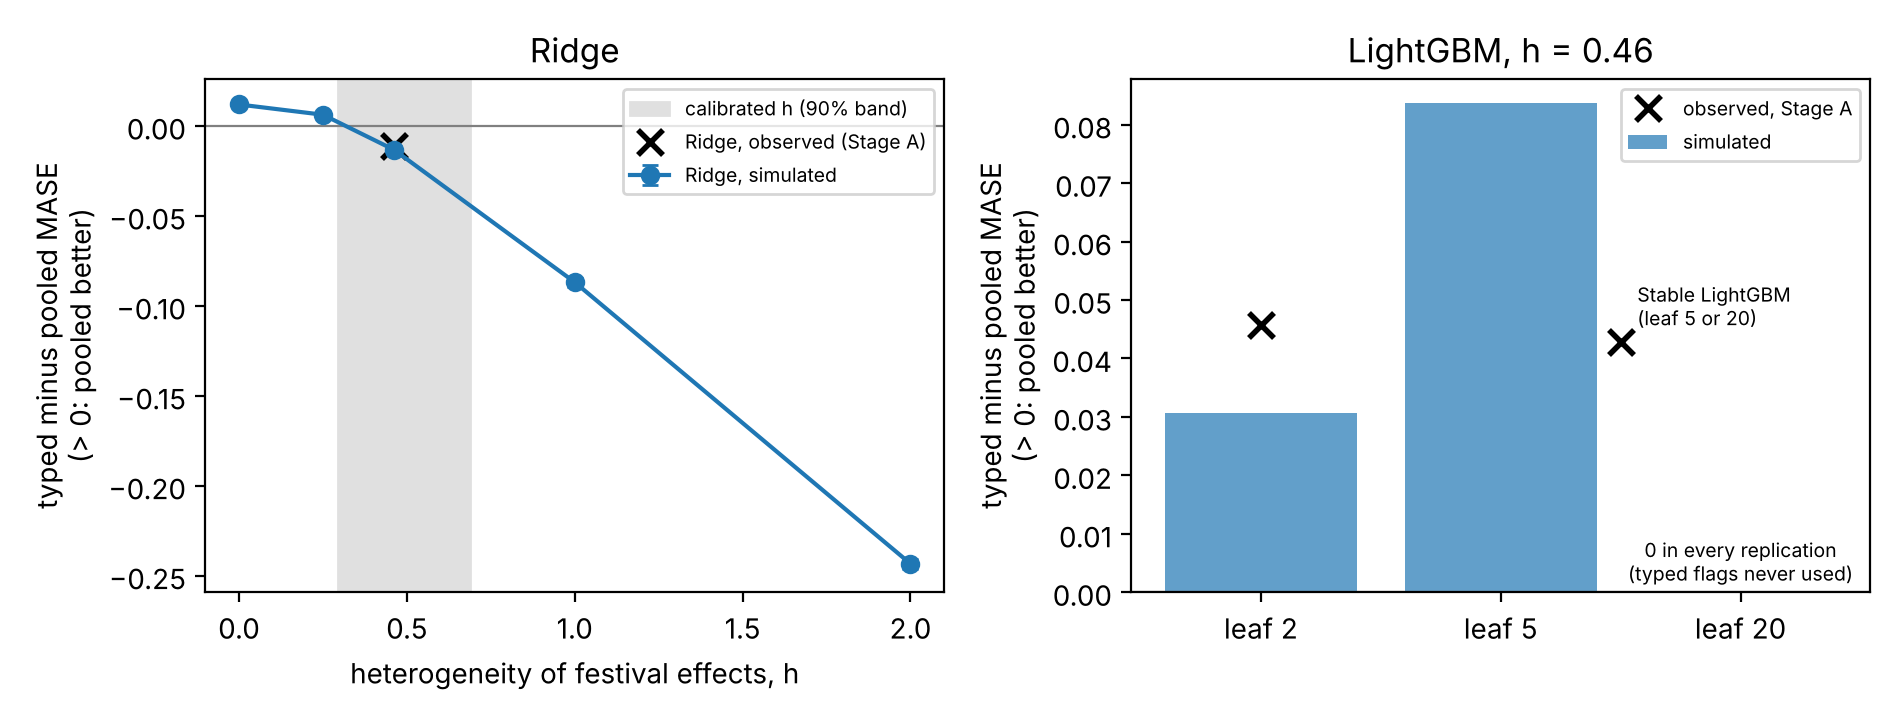 Ridge
typed minus pooled MASE
(> 0: pooled better)
0.00
−0.05
−0.10
−0.15
−0.20
−0.25
calibrated h (90% band)
Ridge, observed (Stage A)
Ridge, simulated
0.0 0.5 1.0 1.5 2.0
heterogeneity of festival effects, h
LightGBM, h = 0.46
typed minus pooled MASE
(> 0: pooled better)
0.08
0.07
0.06
0.05
0.04
0.03
0.02
0.01
0.00
observed, Stage A
simulated
Stable LightGBM
(leaf 5 or 20)
0 in every replication
(typed flags never used)
leaf 2 leaf 5 leaf 20